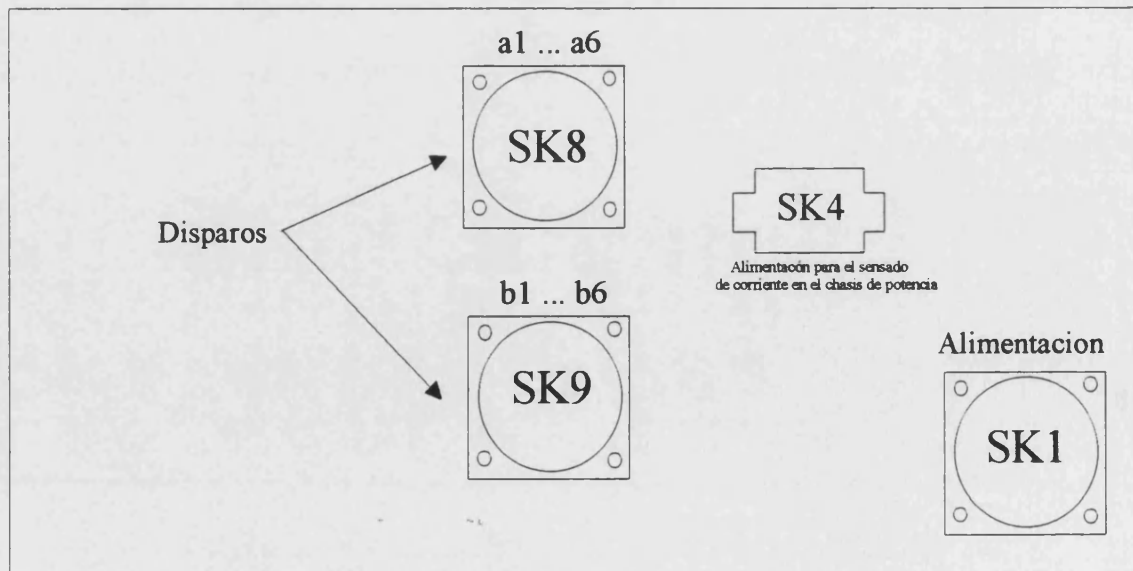 a1 ... a6
SK8
Disparos
SK4
Alimentacón para el sensado
de corriente en el chasis de potencia
b1 ... b6
SK9
Alimentacion
SK1